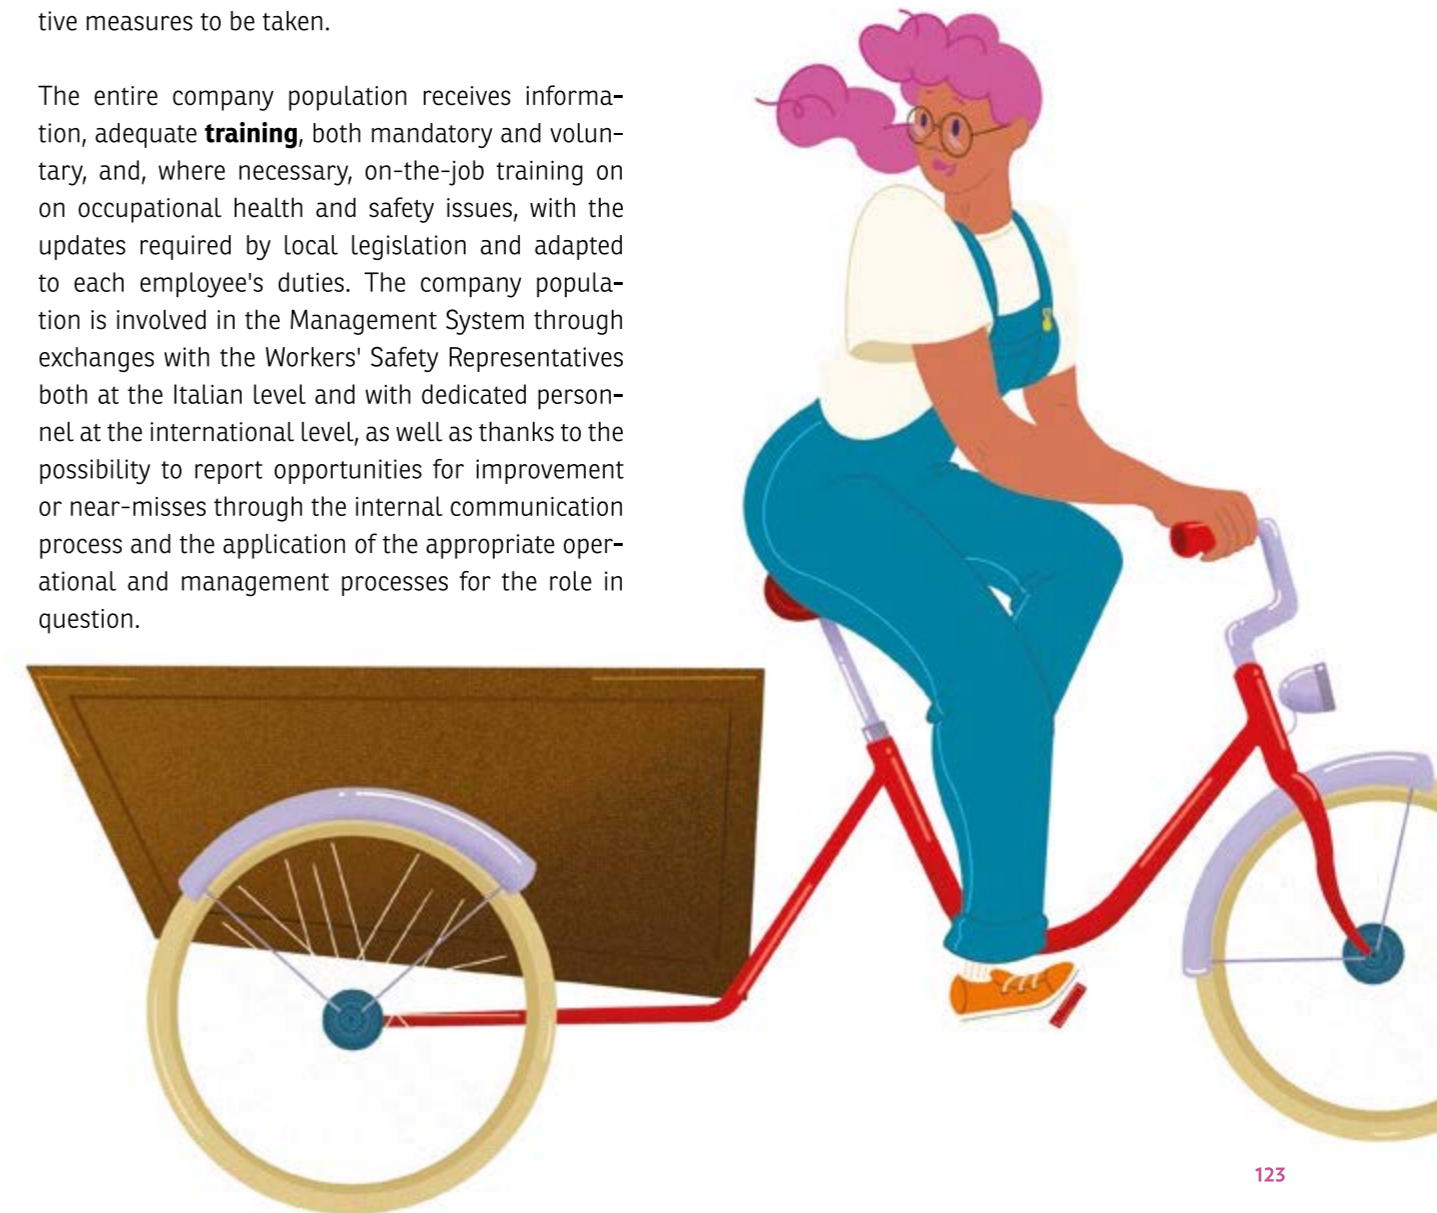 tive measures to be taken.
The entire company population receives informa-
tion, adequate training, both mandatory and volun-
tary, and, where necessary, on-the-job training on
on occupational health and safety issues, with the
updates required by local legislation and adapted
to each employee's duties. The company popula-
tion is involved in the Management System through
exchanges with the Workers' Safety Representatives
both at the Italian level and with dedicated person-
nel at the international level, as well as thanks to the
possibility to report opportunities for improvement
or near-misses through the internal communication
process and the application of the appropriate oper-
ational and management processes for the role in
question.
123